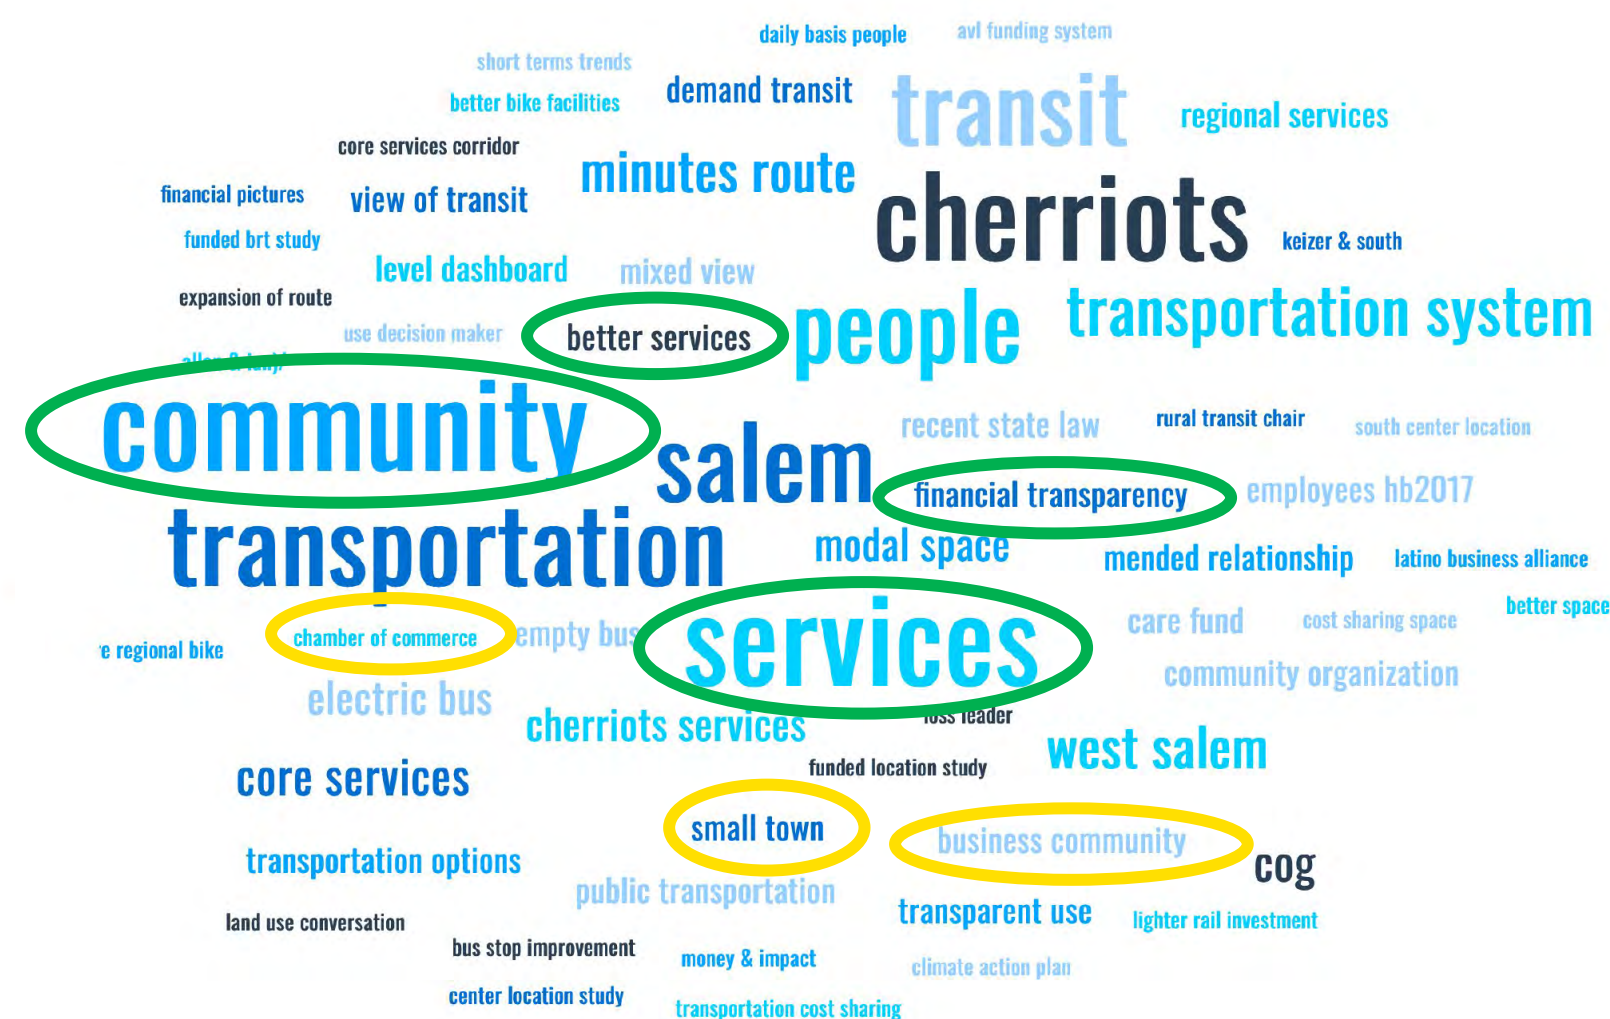 daily basis people
avl funding system
short terms trends
demand transit
transit
better bike facilities
regional services
core services corridor
minutes route
financial pictures
view of transit
cherriots
funded brt study
keizer & south
level dashboard
mixed view
expansion of route
people
transportation system
use decision maker
better services
community
recent state law
rural transit chair
south center location
salem
financial transparency
employees hb2017
transportation
modal space
mended relationship
latino business alliance
better space
chamber of commerce
empty bus
services
care fund
cost sharing space
e regional bike
community organization
electric bus
cherriots services
loss leader
west salem
core services
funded location study
small town
business community
transportation options
cog
public transportation
transparent use
land use conversation
lighter rail investment
bus stop improvement
money & impact
climate action plan
center location study
transportation cost sharing